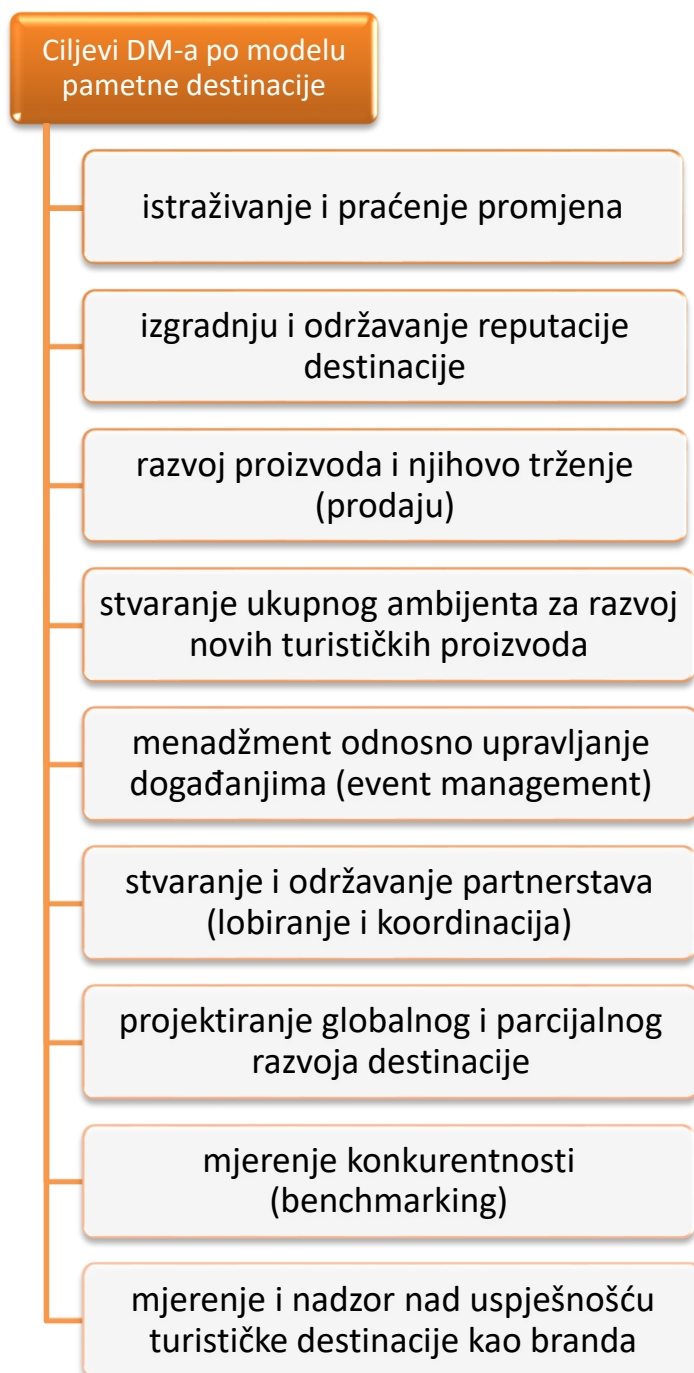 Ciljevi DM-a po modelu
pametne destinacije
istraživanje i praćenje promjena
izgradnju i održavanje reputacije
destinacije
razvoj proizvoda i njihovo trženje
(prodaju)
stvaranje ukupnog ambijenta za razvoj
novih turističkih proizvoda
menadžment odnosno upravljanje
događanjima (event management)
stvaranje i održavanje partnerstava
(lobiranje i koordinacija)
projektiranje globalnog i parcijalnog
razvoja destinacije
mjerenje konkurentnosti
(benchmarking)
mjerenje i nadzor nad uspješnošću
turističke destinacije kao branda